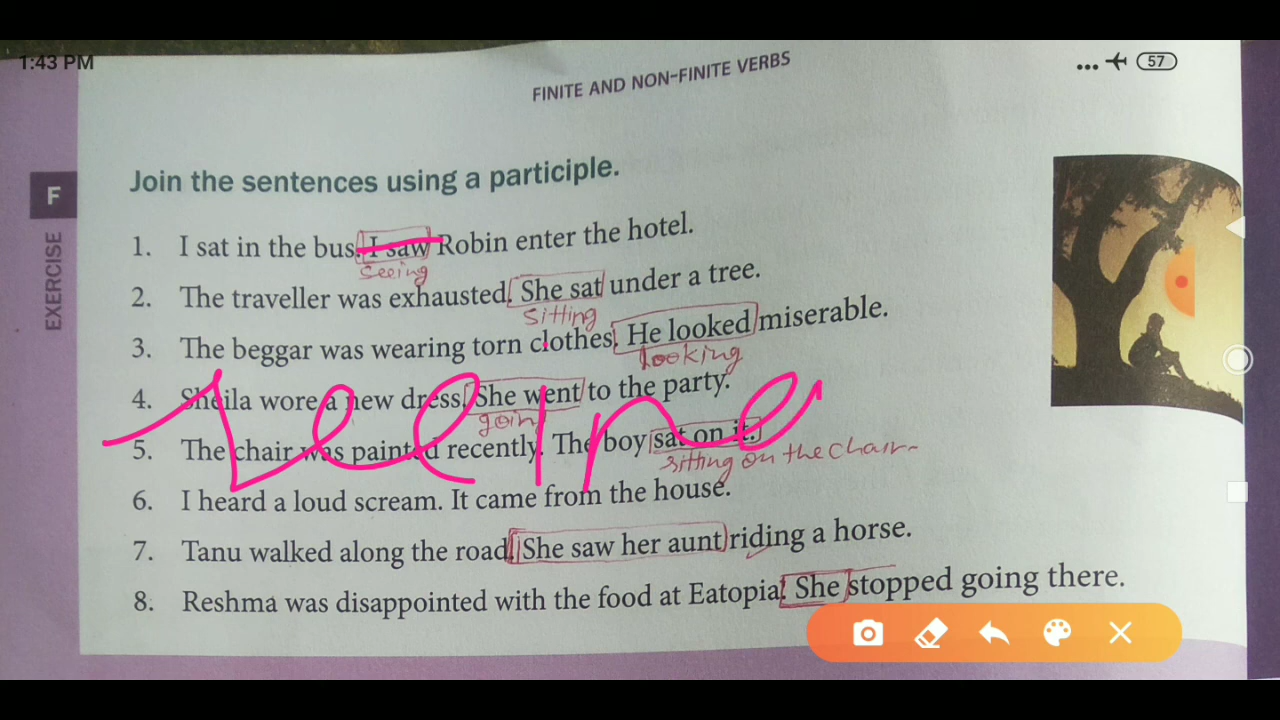 1:43 PM
57
FINITE AND NON-FINITE VERBS
F
EXERCISE
Join the sentences using a participle.
1. I sat in the bus. I saw Robin enter the hotel.
seeing
2. The traveller was exhausted. She sat under a tree.
sitting
3. The beggar was wearing torn clothes. He looked miserable.
looking
4. Sheila wore a new dress. She went to the party.
going
5. The chair was painted recently. The boy sat on it.
sitting on the chair
6. I heard a loud scream. It came from the house.
7. Tanu walked along the road. She saw her aunt riding a horse.
8. Reshma was disappointed with the food at Eatopia. She stopped going there.